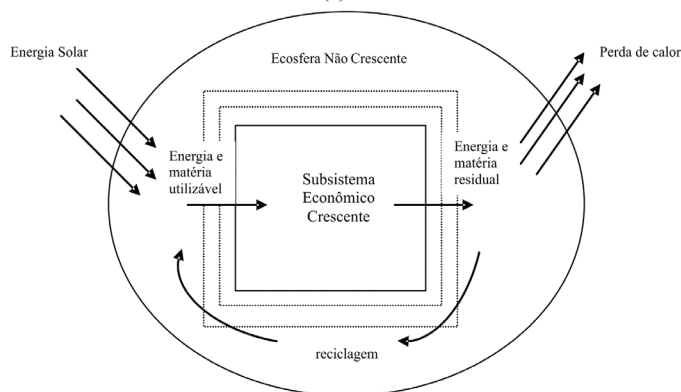 Energia Solar
Ecosfera Não Crescente
Perda de calor
Energia e
matéria
utilizável
Subsistema
Econômico
Crescente
Energia e
matéria
residual
reciclagem